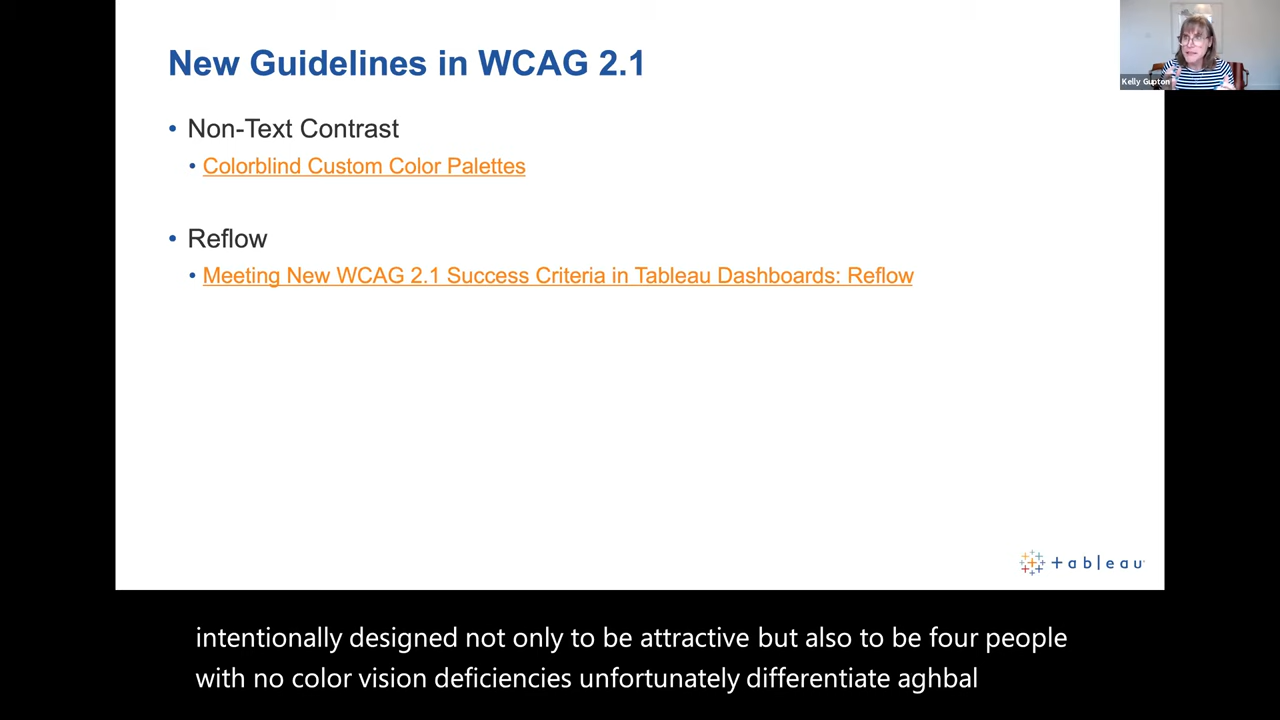 New Guidelines in WCAG 2.1
Kelly Gupton
• Non-Text Contrast
• Colorblind Custom Color Palettes
• Reflow
• Meeting New WCAG 2.1 Success Criteria in Tableau Dashboards: Reflow
+ableau
intentionally designed not only to be attractive but also to be four people
with no color vision deficiencies unfortunately differentiate aghbal